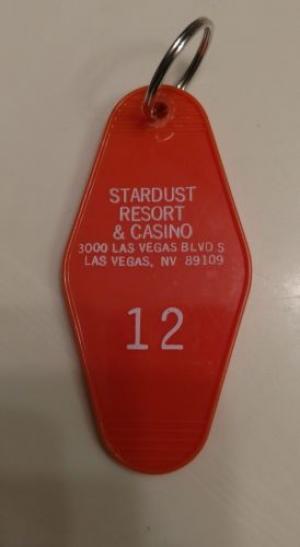 STARDUST
RESORT
& CASINO
3000 LAS VEGAS BLVD S
LAS VEGAS, NV 89109
12